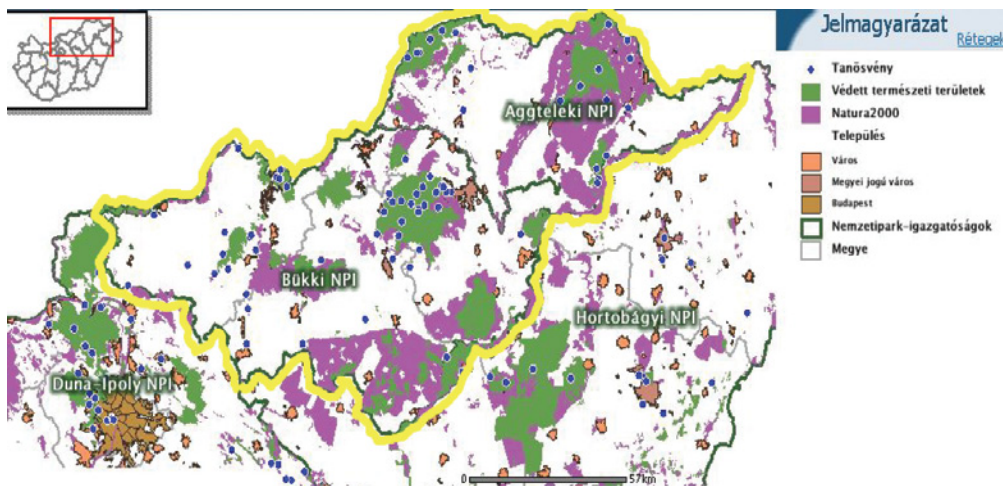 Jelmagyarázat
Rétegek
Tanösvény
Védett természeti területek
Natura2000
Település
Város
Megyei jogú város
Budapest
Nemzetipark-igazgatóságok
Megye
Aggteleki NPI
Bükki NPI
Hortobágyi NPI
Duna-Ipoly NPI
0 57km